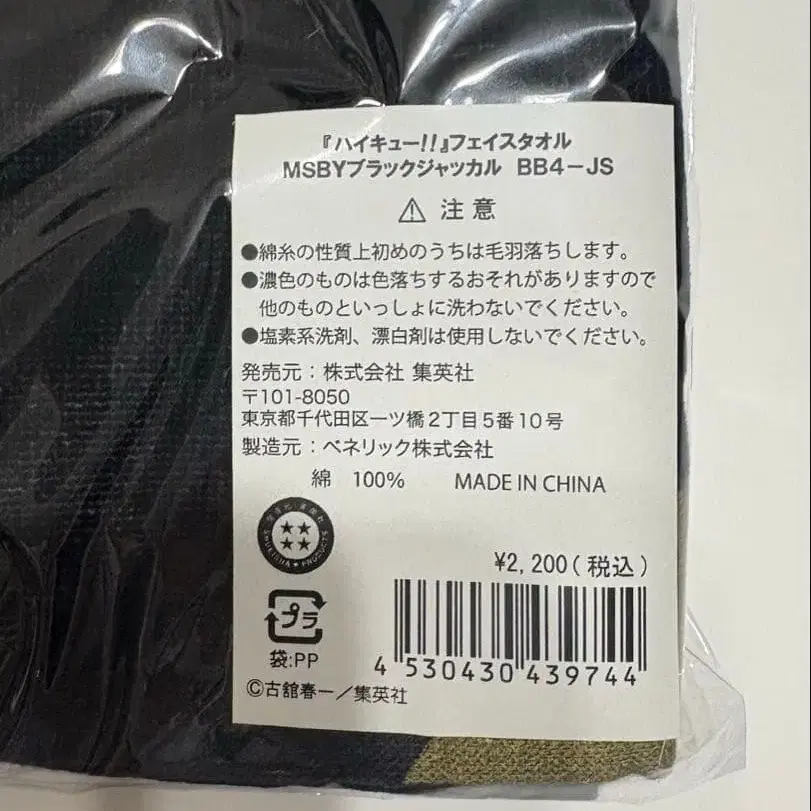 『ハイキュー!!』フェイスタオル
MSBYブラックジャッカル BB4-JS
⚠ 注意
●綿糸の性質上初めのうちは毛羽落ちします。
●濃色のものは色落ちするおそれがありますので
他のものといっしょに洗わないでください。
●塩素系洗剤、漂白剤は使用しないでください。
発売元：株式会社 集英社
〒101-8050
東京都千代田区一ツ橋2丁目5番10号
製造元：ベネリック株式会社
綿 100% MADE IN CHINA
SHUEISHA PRODUCTS
¥2,200(税込)
プラ
袋:PP
4 530430 439744
©古舘春一／集英社